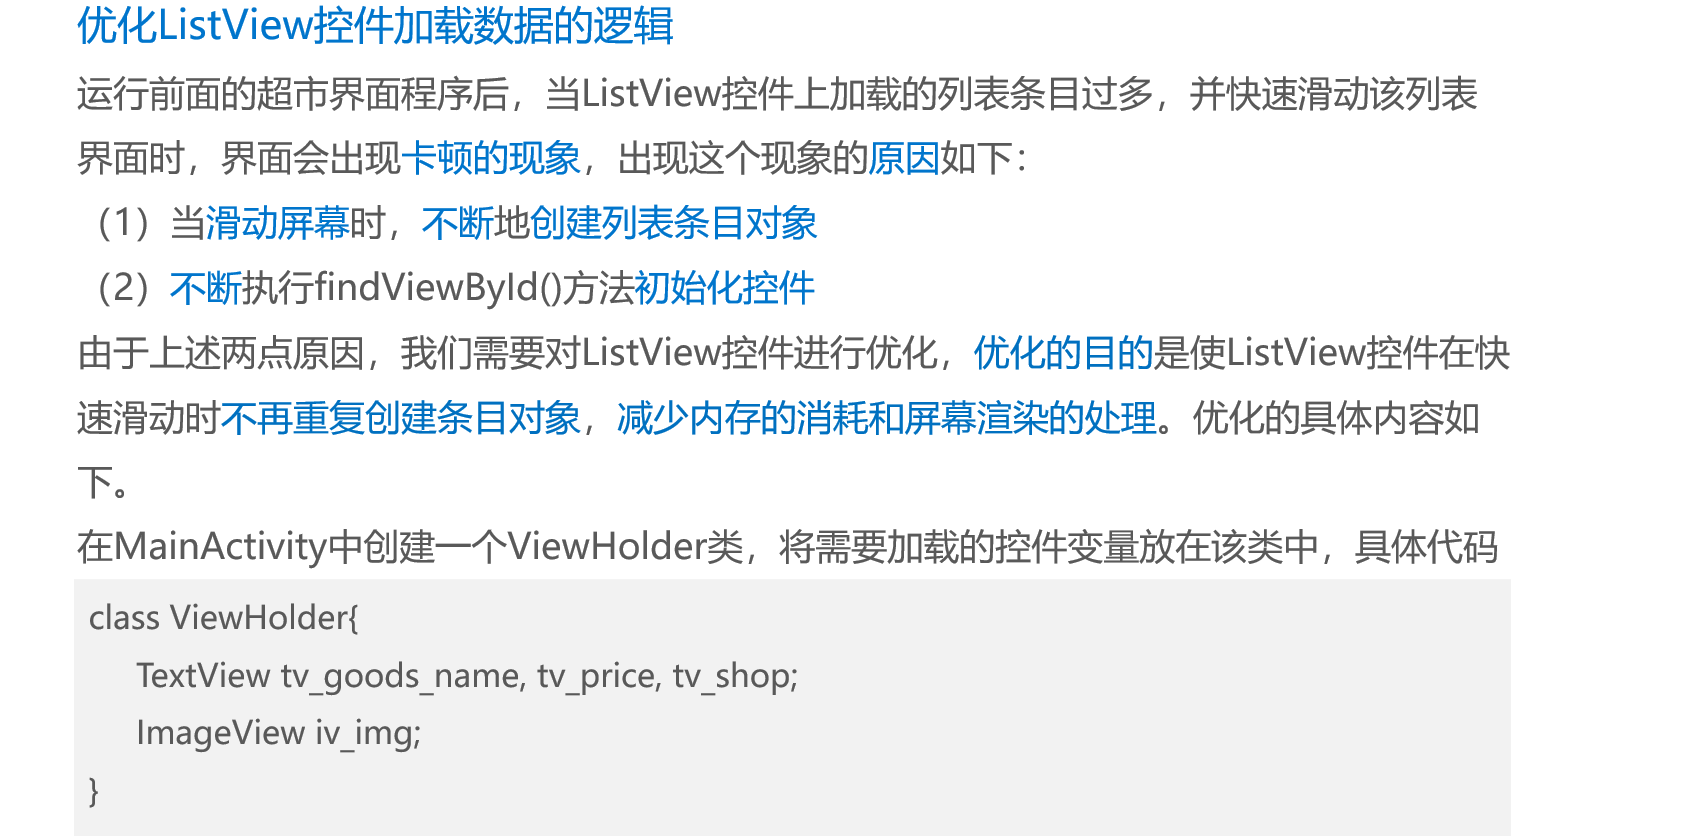 优化ListView控件加载数据的逻辑
运行前面的超市界面程序后，当ListView控件上加载的列表条目过多，并快速滑动该列表
界面时，界面会出现卡顿的现象，出现这个现象的原因如下：
（1）当滑动屏幕时，不断地创建列表条目对象
（2）不断执行findViewById()方法初始化控件
由于上述两点原因，我们需要对ListView控件进行优化，优化的目的是使ListView控件在快
速滑动时不再重复创建条目对象，减少内存的消耗和屏幕渲染的处理。优化的具体内容如
下。
在MainActivity中创建一个ViewHolder类，将需要加载的控件变量放在该类中，具体代码
class ViewHolder{
TextView tv_goods_name, tv_price, tv_shop;
ImageView iv_img;
}